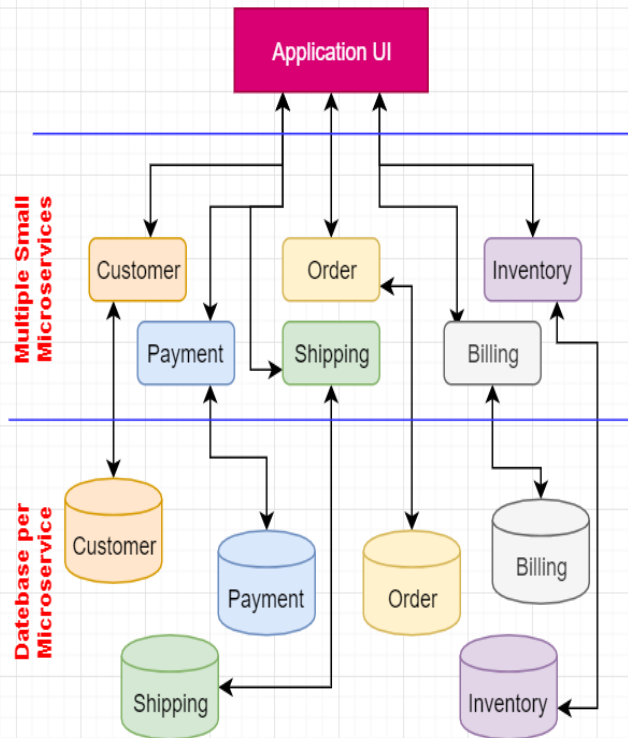 Application UI
Multiple Small
Microservices
Customer
Order
Inventory
Payment
Shipping
Billing
Datebase per
Microservice
Customer
Payment
Order
Billing
Shipping
Inventory